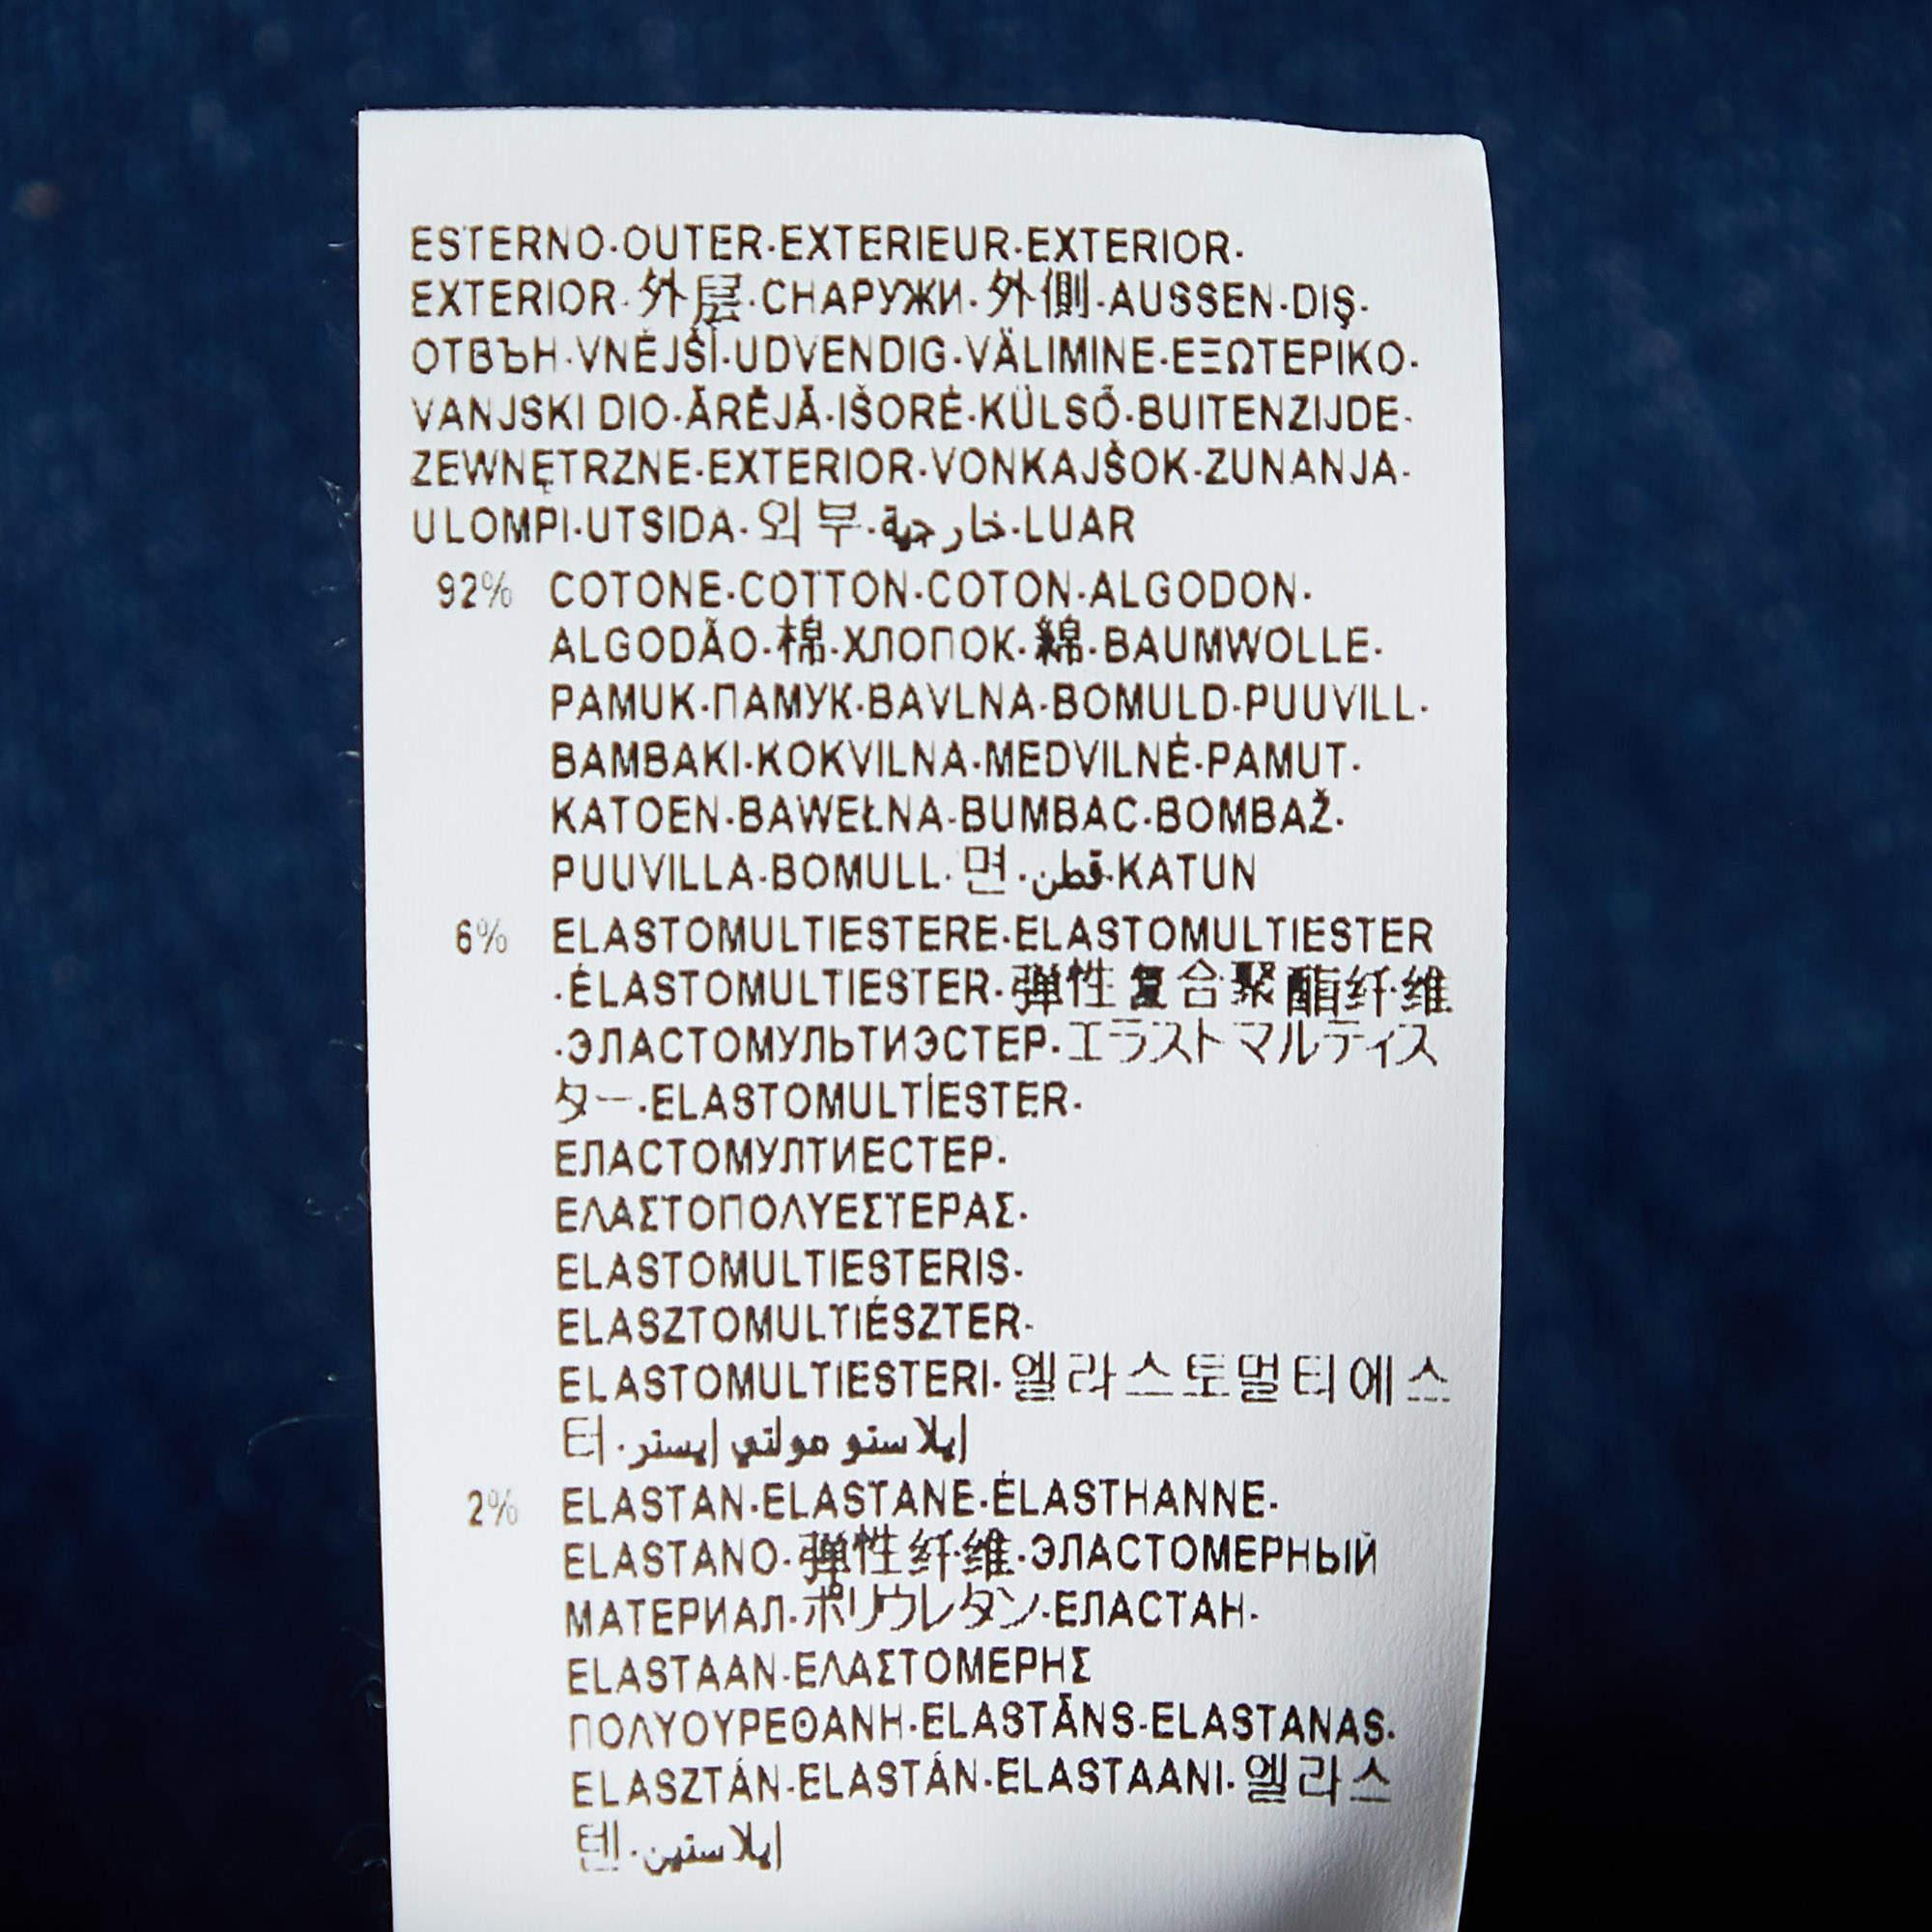 ESTERNO·OUTER·EXTERIEUR·EXTERIOR·
EXTERIOR·外层·СНАРУЖИ·外側·AUSSEN·DIŞ·
ОТВЪН·VNĚJŠÍ·UDVENDIG·VÄLIMINE·ΕΞΩΤΕΡΙΚΟ·
VANJSKI DIO·ĀRĒJĀ·IŠORĖ·KÜLSŐ·BUITENZIJDE·
ZEWNĘTRZNE·EXTERIOR·VONKAJŠOK·ZUNANJA·
ULOMPI·UTSIDA·외부·خارجية·LUAR
92% COTONE·COTTON·COTON·ALGODON·
ALGODÃO·棉·ХЛОПОК·綿·BAUMWOLLE·
PAMUK·ПАМУК·BAVLNA·BOMULD·PUUVILL·
BAMBAKI·KOKVILNA·MEDVILNĖ·PAMUT·
KATOEN·BAWEŁNA·BUMBAC·BOMBAŽ·
PUUVILLA·BOMULL·면·قطن·KATUN
6% ELASTOMULTIESTERE·ELASTOMULTIESTER
·ÉLASTOMULTIESTER·弹性复合聚酯纤维
·ЭЛАСТОМУЛЬТИЭСТЕР·エラストマルティス
ター·ELASTOMULTİESTER·
ЕЛАСТОМУЛТИЕСТЕР·
ΕΛΑΣΤΟΠΟΛΥΕΣΤΕΡΑΣ·
ELASTOMULTIESTERIS·
ELASZTOMULTIÉSZTER·
ELASTOMULTIESTERI·엘라스토멀티에스
터·إيلاستو مولتي إيستر
2% ELASTAN·ELASTANE·ÉLASTHANNE·
ELASTANO·弹性纤维·ЭЛАСТОМЕРНЫЙ
МАТЕРИАЛ·ポリウレタン·ЕЛАСТАН·
ELASTAAN·ΕΛΑΣΤΟΜΕΡΗΣ
ΠΟΛΥΟΥΡΕΘΑΝΗ·ELASTĀNS·ELASTANAS·
ELASZTÁN·ELASTÁN·ELASTAANI·엘라스
텐·إيلاستين